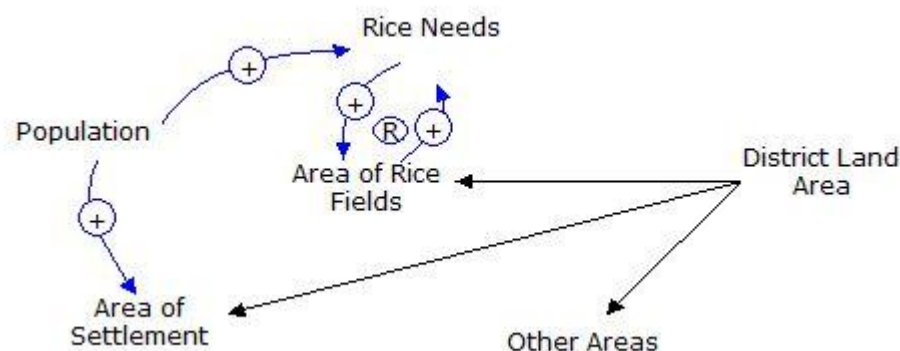 Rice Needs
+
+
Population
R
+
Area of Rice
Fields
District Land
Area
+
Area of
Settlement
Other Areas